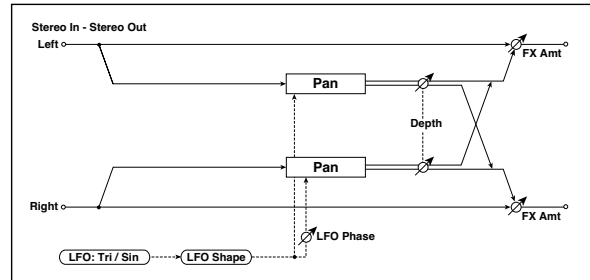 Stereo In - Stereo Out
Left
FX Amt
Pan
Depth
Pan
Right
FX Amt
LFO Phase
LFO: Tri / Sin
LFO Shape